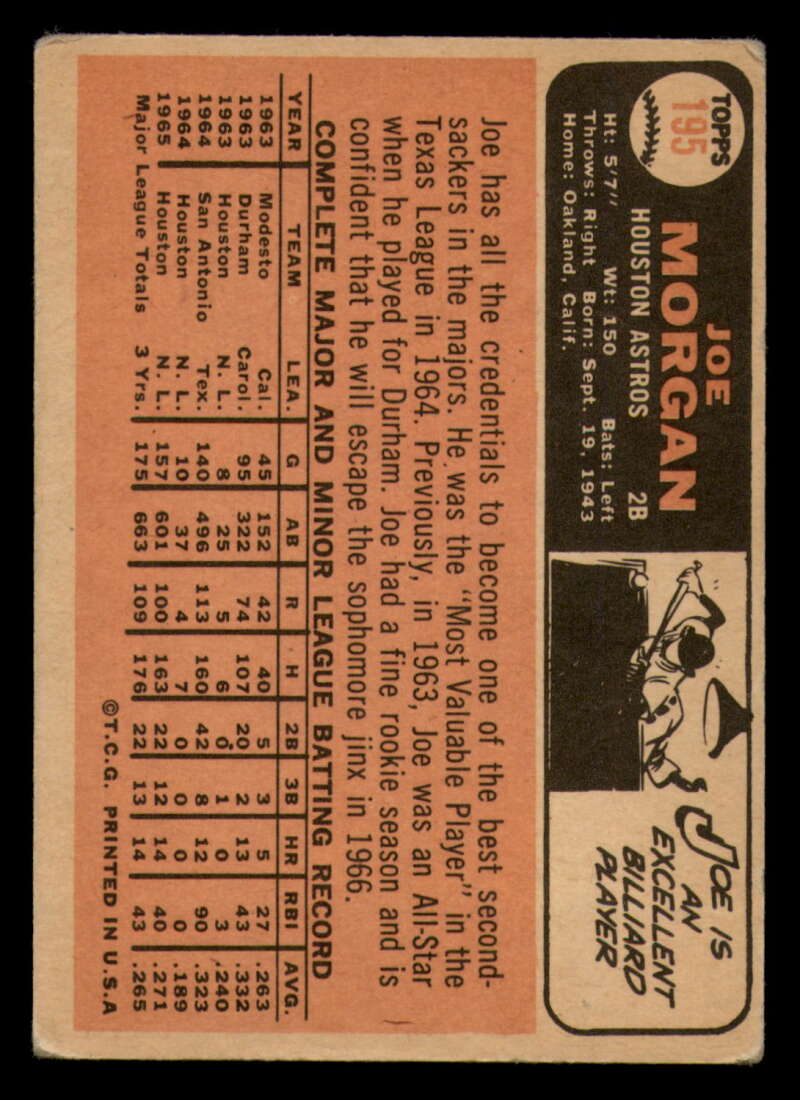 TOPPS
195
JOE
MORGAN
HOUSTON ASTROS 2B
Ht: 5'7" Wt: 150 Bats: Left
Throws: Right Born: Sept. 19, 1943
Home: Oakland, Calif.
JOE IS
AN
EXCELLENT
BILLIARD
PLAYER
Joe has all the credentials to become one of the best second-
sackers in the majors. He was the "Most Valuable Player" in the
Texas League in 1964. Previously, in 1963, Joe was an All-Star
when he played for Durham. Joe had a fine rookie season and is
confident that he will escape the sophomore jinx in 1966.
COMPLETE MAJOR AND MINOR LEAGUE BATTING RECORD
YEAR TEAM LEA. G AB R H 2B 3B HR RBI AVG.
1963 Modesto Cal. 45 152 42 40 5 3 5 27 .263
1963 Durham Carol. 95 322 74 107 20 2 13 43 .332
1963 Houston N. L. 8 25 5 6 0 1 0 3 .240
1964 San Antonio Tex. 140 496 113 160 42 8 12 90 .323
1964 Houston N. L. 10 37 4 7 0 0 0 0 .189
1965 Houston N. L. 157 601 100 163 22 12 14 40 .271
Major League Totals 3 Yrs. 175 663 109 176 22 13 14 43 .265
©T.C.G. PRINTED IN U.S.A